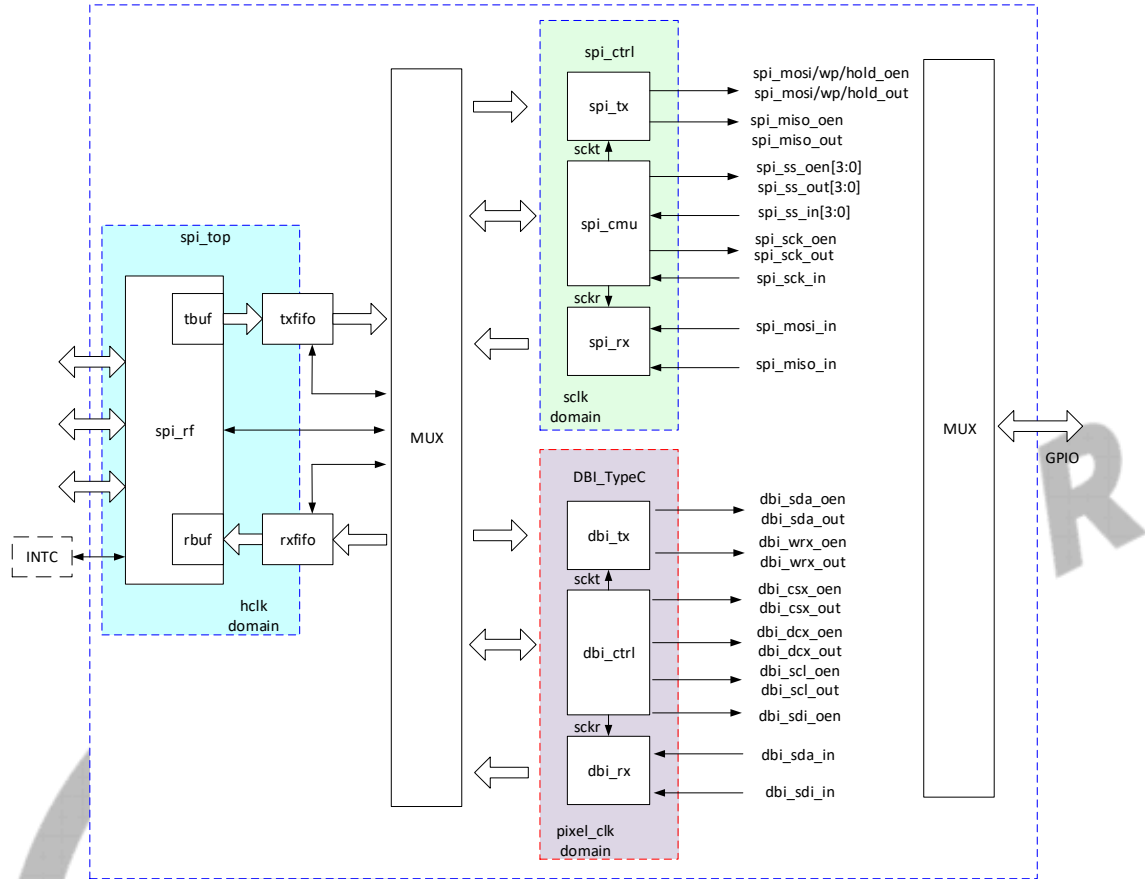 spi_top
spi_rf
tbuf
txfifo
rbuf
rxfifo
hclk
domain
INTC
MUX
spi_ctrl
spi_tx
sckt
spi_cmu
sckr
spi_rx
sclk
domain
spi_mosi/wp/hold_oen
spi_mosi/wp/hold_out
spi_miso_oen
spi_miso_out
spi_ss_oen[3:0]
spi_ss_out[3:0]
spi_ss_in[3:0]
spi_sck_oen
spi_sck_out
spi_sck_in
spi_mosi_in
spi_miso_in
DBI_TypeC
dbi_tx
sckt
dbi_ctrl
sckr
dbi_rx
pixel_clk
domain
dbi_sda_oen
dbi_sda_out
dbi_wrx_oen
dbi_wrx_out
dbi_csx_oen
dbi_csx_out
dbi_dcx_oen
dbi_dcx_out
dbi_scl_oen
dbi_scl_out
dbi_sdi_oen
dbi_sda_in
dbi_sdi_in
MUX
GPIO
R